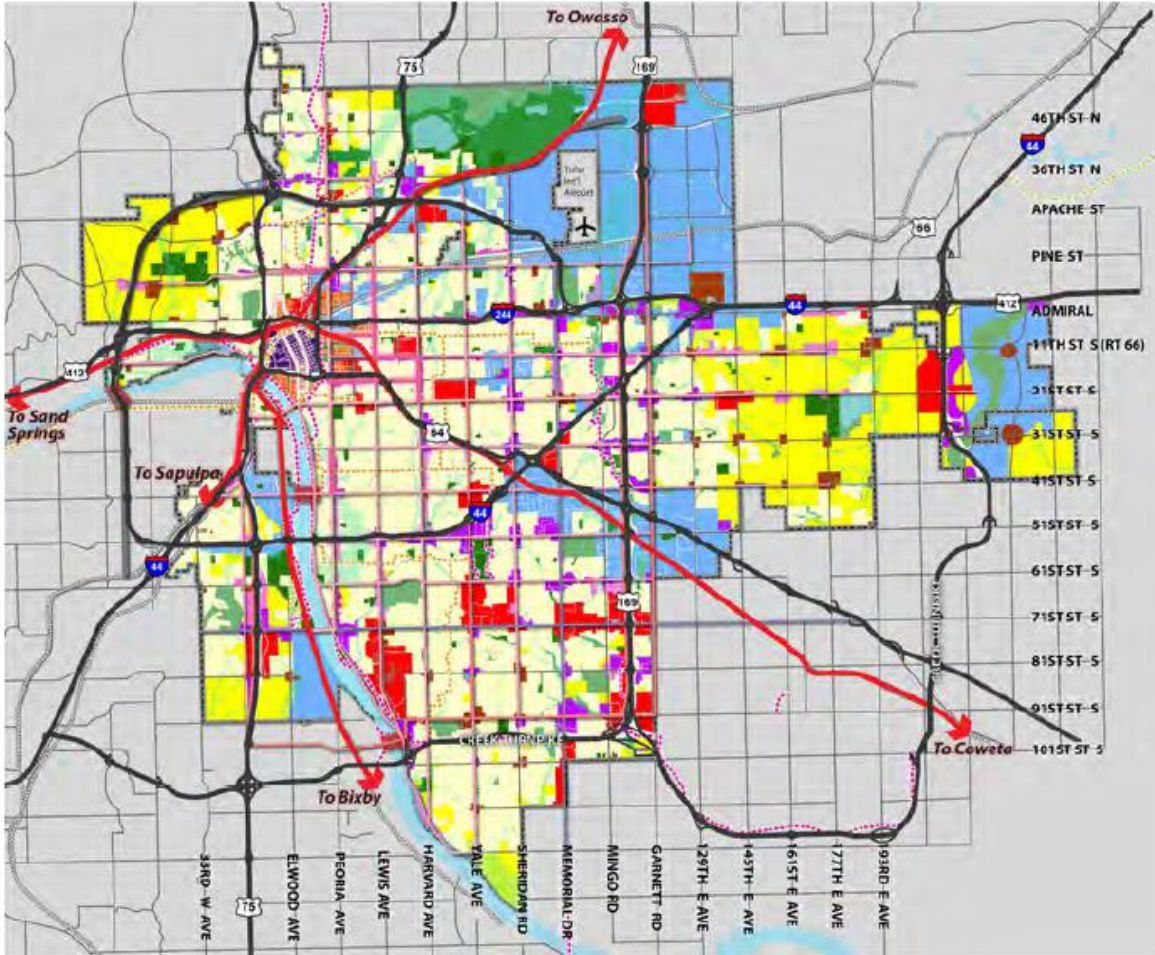 To Owasso
75
169
46TH ST N
44
36TH ST N
Tulsa
Int'l
Airport
APACHE ST
66
PINE ST
244
44
412
ADMIRAL
11TH ST S (RT 66)
412
21ST ST S
To Sand
Springs
64
31ST ST S
To Sapulpa
41ST ST S
44
51ST ST S
44
61ST ST S
169
71ST ST S
81ST ST S
91ST ST S
CREEK TURNPIKE
To Coweta
101ST ST S
To Bixby
75
33RD W AVE
ELWOOD AVE
PEORIA AVE
LEWIS AVE
HARVARD AVE
YALE AVE
SHERIDAN RD
MEMORIAL DR
MINGO RD
GARNETT RD
129TH E AVE
145TH E AVE
161ST E AVE
177TH E AVE
193RD E AVE